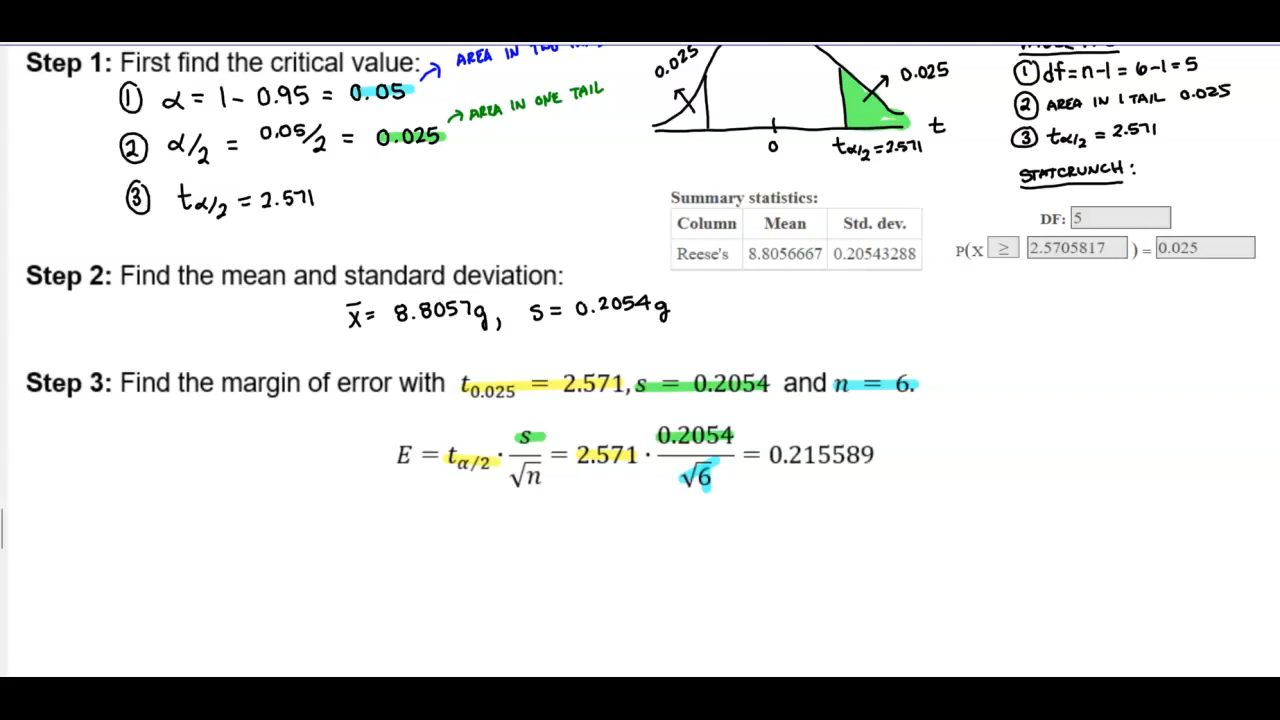 Step 1: First find the critical value:
→ AREA IN
① α = 1 - 0.95 = 0.05
→ AREA IN ONE TAIL
② α/2 = 0.05/2 = 0.025
③ tα/2 = 2.571
0.025
0.025
0
t
tα/2 = 2.571
① df = n-1 = 6-1 = 5
② AREA IN 1 TAIL 0.025
③ tα/2 = 2.571
STATCRUNCH:
DF: 5
P(X ≥ 2.5705817 ) = 0.025
Summary statistics:
Column Mean Std. dev.
Reese's 8.8056667 0.20543288
Step 2: Find the mean and standard deviation:
x̄ = 8.8057g, s = 0.2054g
Step 3: Find the margin of error with t0.025 = 2.571, s = 0.2054 and n = 6.
E = tα/2 · s/√n = 2.571 · 0.2054/√6 = 0.215589